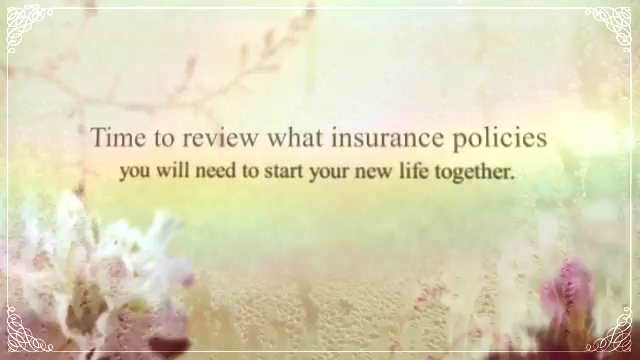 Time to review what insurance policies
you will need to start your new life together.